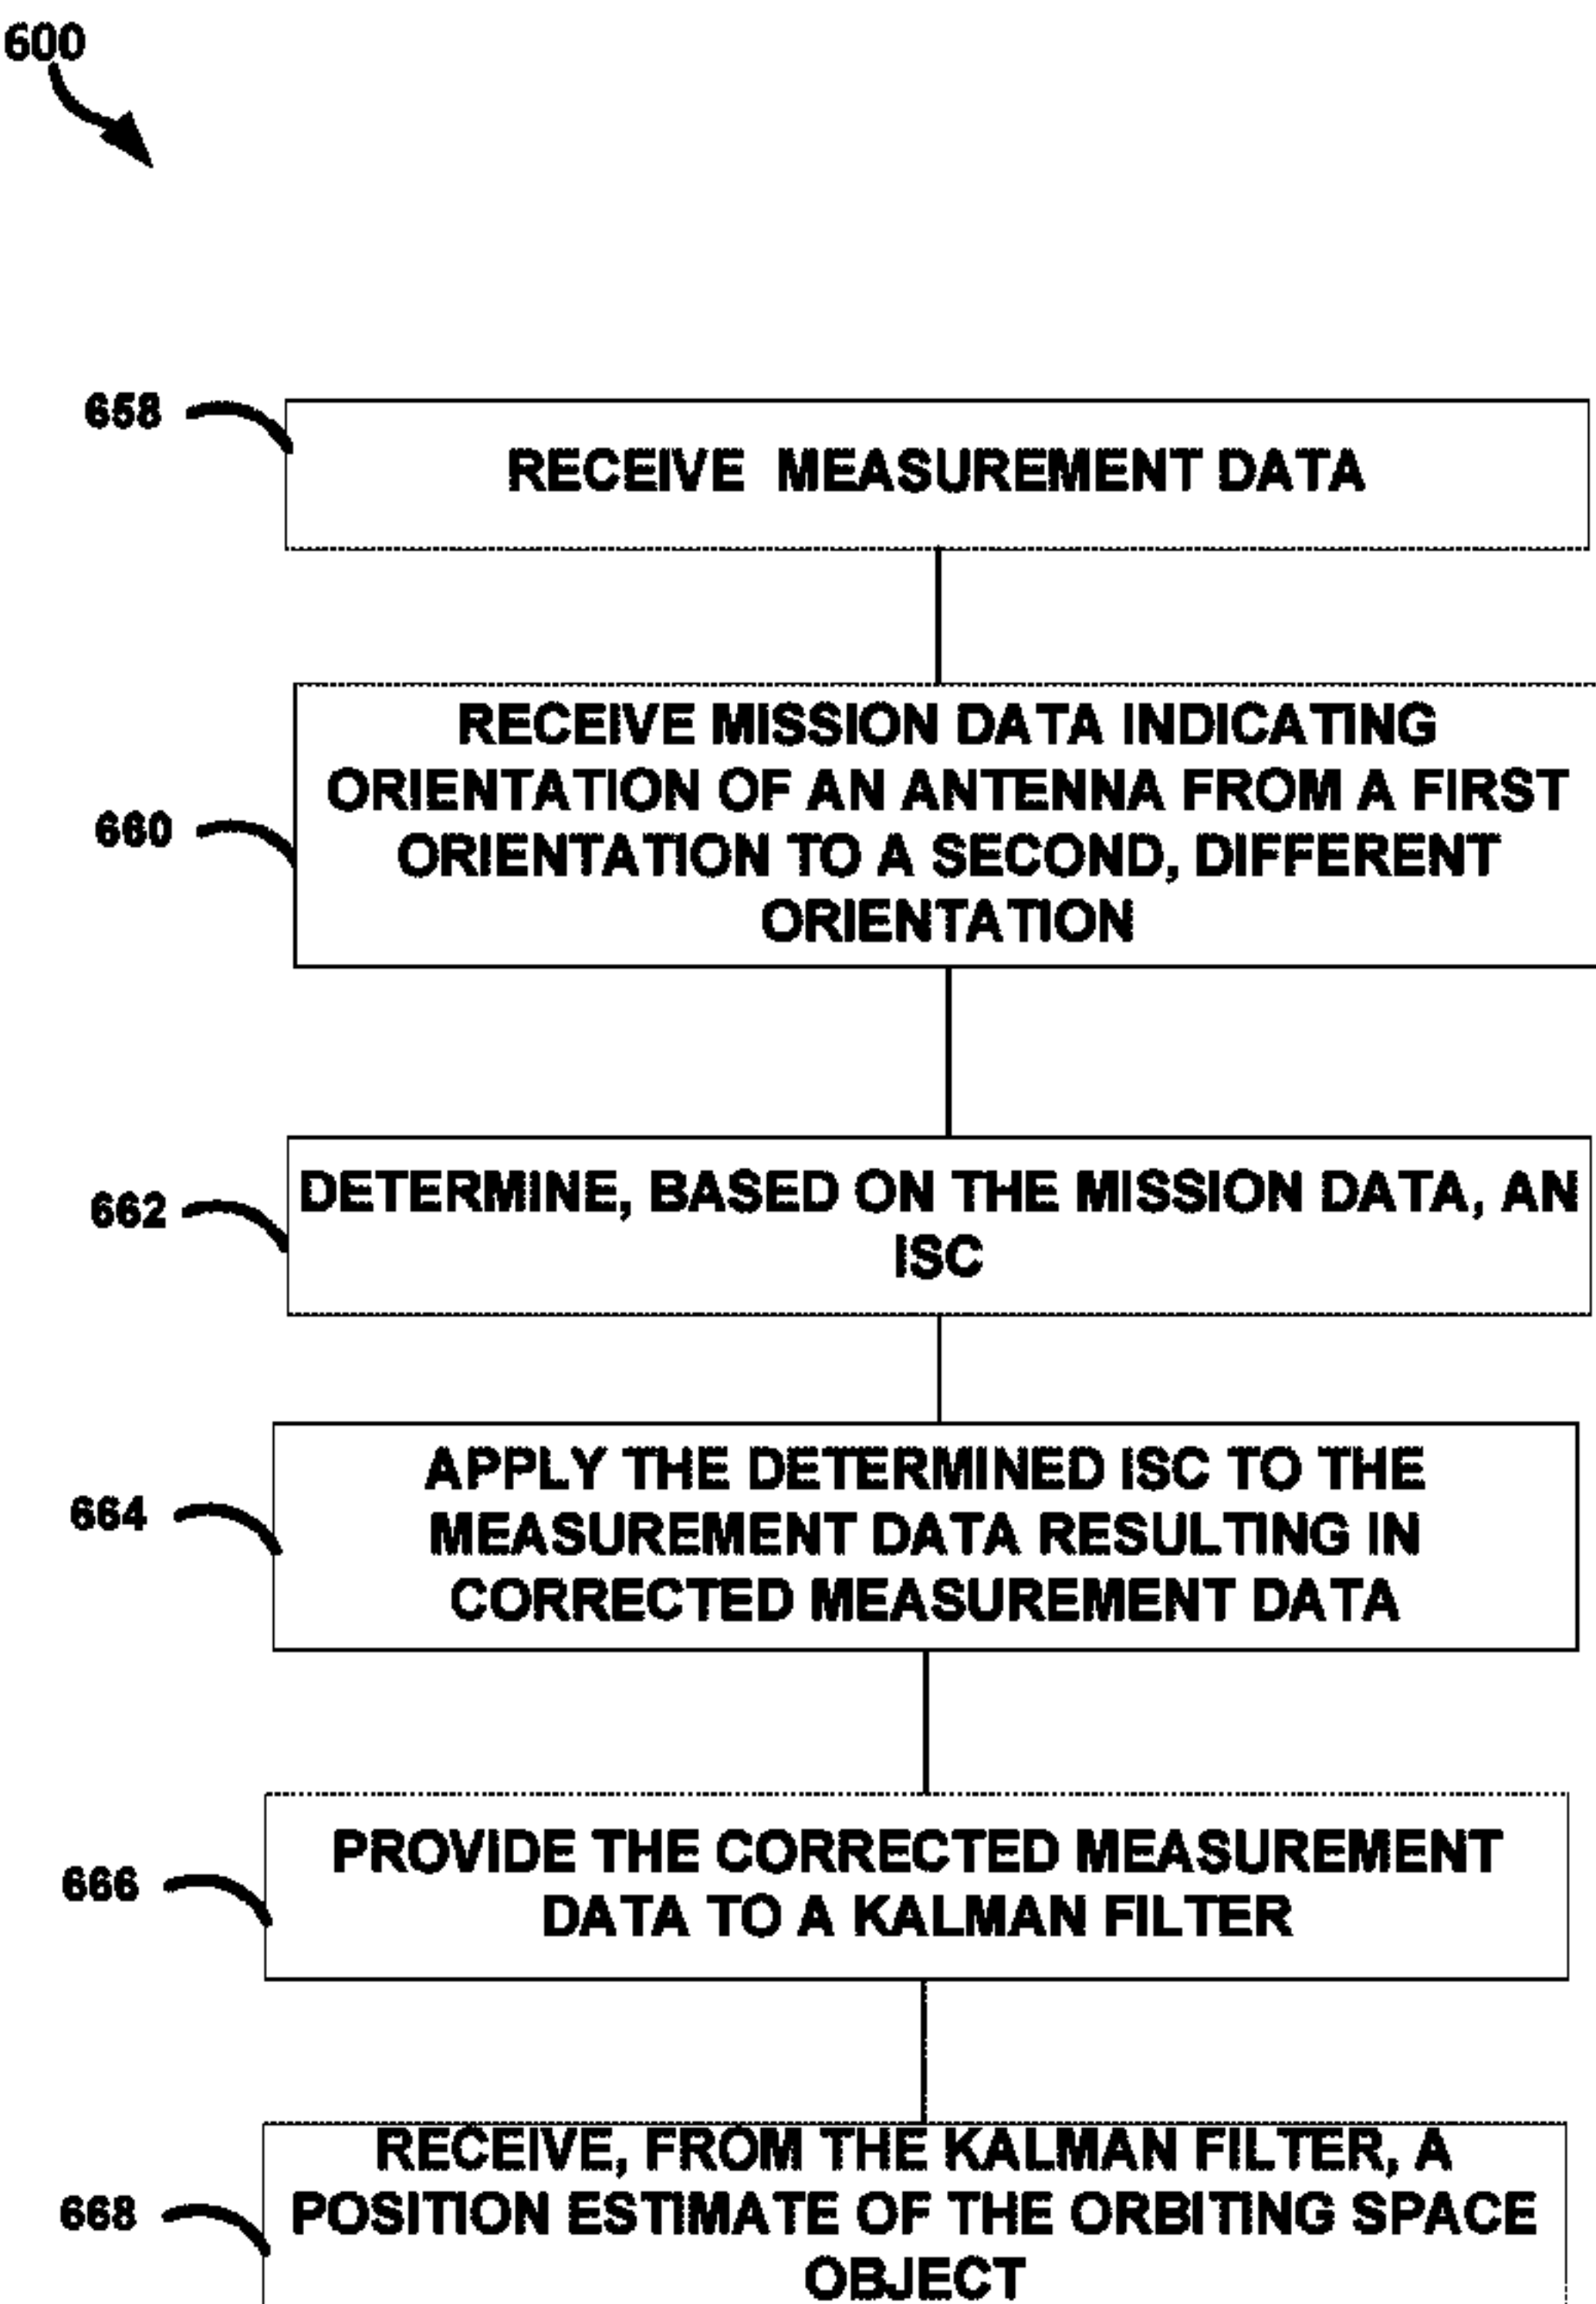 600
658
RECEIVE MEASUREMENT DATA
660
RECEIVE MISSION DATA INDICATING
ORIENTATION OF AN ANTENNA FROM A FIRST
ORIENTATION TO A SECOND, DIFFERENT
ORIENTATION
662
DETERMINE, BASED ON THE MISSION DATA, AN
ISC
664
APPLY THE DETERMINED ISC TO THE
MEASUREMENT DATA RESULTING IN
CORRECTED MEASUREMENT DATA
666
PROVIDE THE CORRECTED MEASUREMENT
DATA TO A KALMAN FILTER
668
RECEIVE, FROM THE KALMAN FILTER, A
POSITION ESTIMATE OF THE ORBITING SPACE
OBJECT